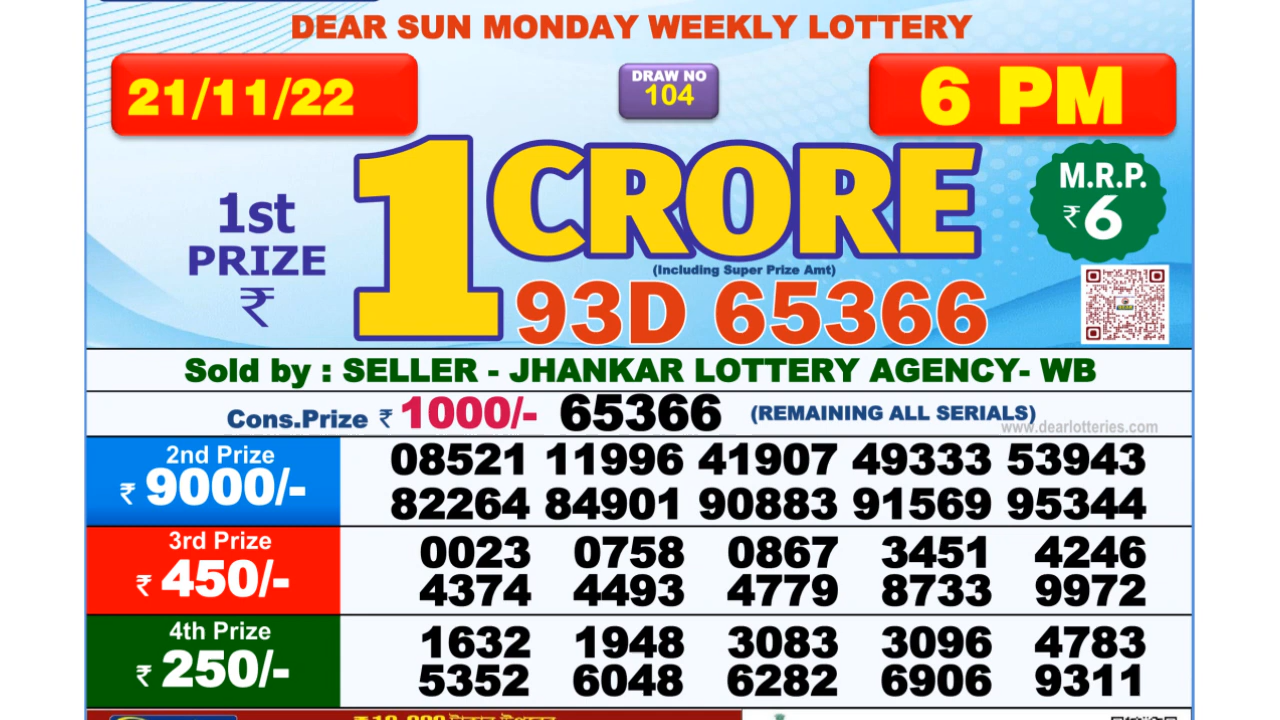 DEAR SUN MONDAY WEEKLY LOTTERY
21/11/22
DRAW NO
104
6 PM
1st
PRIZE
₹
1 CRORE
(Including Super Prize Amt)
M.R.P.
₹ 6
93D 65366
Sold by : SELLER - JHANKAR LOTTERY AGENCY- WB
Cons.Prize ₹ 1000/- 65366 (REMAINING ALL SERIALS)
www.dearlotteries.com
2nd Prize
₹ 9000/-
08521 11996 41907 49333 53943
82264 84901 90883 91569 95344
3rd Prize
₹ 450/-
0023 0758 0867 3451 4246
4374 4493 4779 8733 9972
4th Prize
₹ 250/-
1632 1948 3083 3096 4783
5352 6048 6282 6906 9311